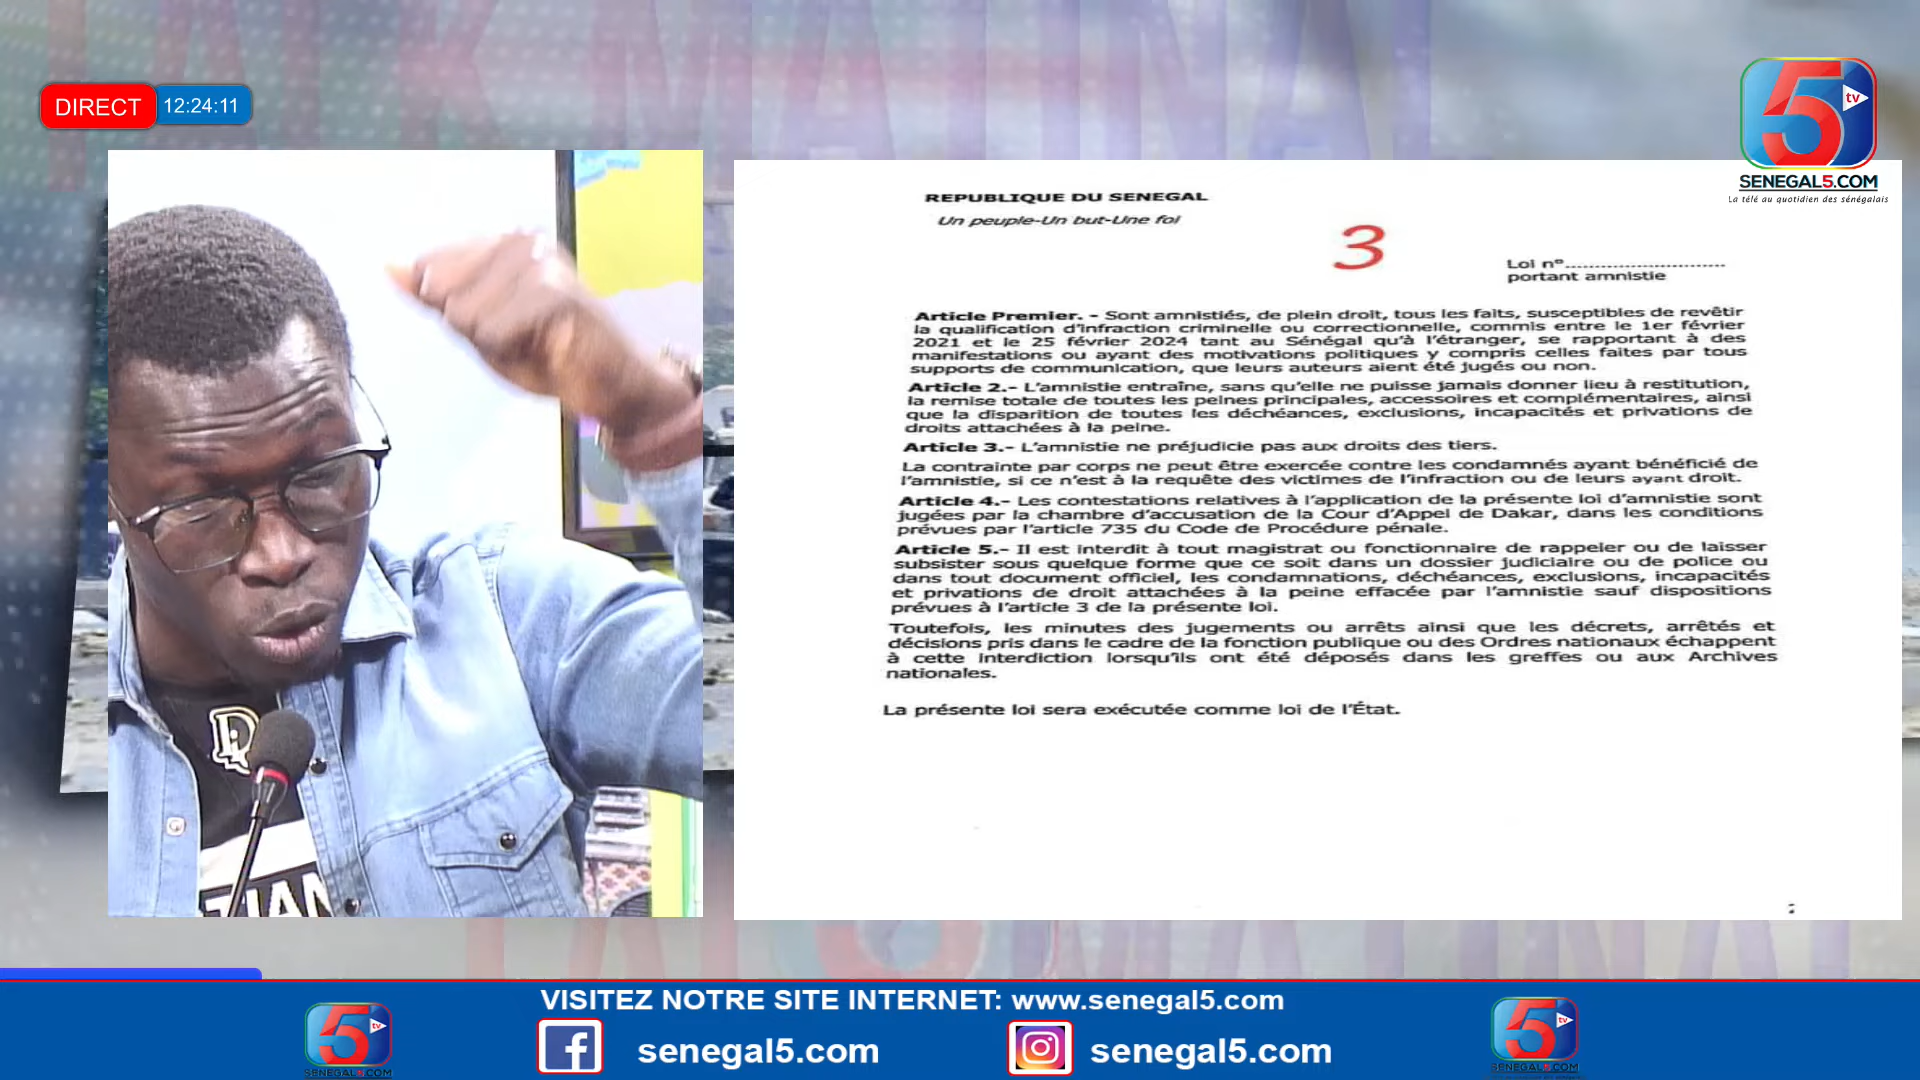 DIRECT 12:24:11
5 tv
SENEGAL5.COM
La télé au quotidien des sénégalais
REPUBLIQUE DU SENEGAL
Un peuple-Un but-Une foi
3
Loi n°...........................
portant amnistie
Article Premier. - Sont amnistiés, de plein droit, tous les faits, susceptibles de revêtir
la qualification d'infraction criminelle ou correctionnelle, commis entre le 1er février
2021 et le 25 février 2024 tant au Sénégal qu'à l'étranger, se rapportant à des
manifestations ou ayant des motivations politiques y compris celles faites par tous
supports de communication, que leurs auteurs aient été jugés ou non.
Article 2.- L'amnistie entraîne, sans qu'elle ne puisse jamais donner lieu à restitution,
la remise totale de toutes les peines principales, accessoires et complémentaires, ainsi
que la disparition de toutes les déchéances, exclusions, incapacités et privations de
droits attachées à la peine.
Article 3.- L'amnistie ne préjudicie pas aux droits des tiers.
La contrainte par corps ne peut être exercée contre les condamnés ayant bénéficié de
l'amnistie, si ce n'est à la requête des victimes de l'infraction ou de leurs ayant droit.
Article 4.- Les contestations relatives à l'application de la présente loi d'amnistie sont
jugées par la chambre d'accusation de la Cour d'Appel de Dakar, dans les conditions
prévues par l'article 735 du Code de Procédure pénale.
Article 5.- Il est interdit à tout magistrat ou fonctionnaire de rappeler ou de laisser
subsister sous quelque forme que ce soit dans un dossier judiciaire ou de police ou
dans tout document officiel, les condamnations, déchéances, exclusions, incapacités
et privations de droit attachées à la peine effacée par l'amnistie sauf dispositions
prévues à l'article 3 de la présente loi.
Toutefois, les minutes des jugements ou arrêts ainsi que les décrets, arrêtés et
décisions pris dans le cadre de la fonction publique ou des Ordres nationaux échappent
à cette interdiction lorsqu'ils ont été déposés dans les greffes ou aux Archives
nationales.
La présente loi sera exécutée comme loi de l'État.
VISITEZ NOTRE SITE INTERNET: www.senegal5.com
5 tv
SENEGAL5.COM
senegal5.com
senegal5.com
5 tv
SENEGAL5.COM